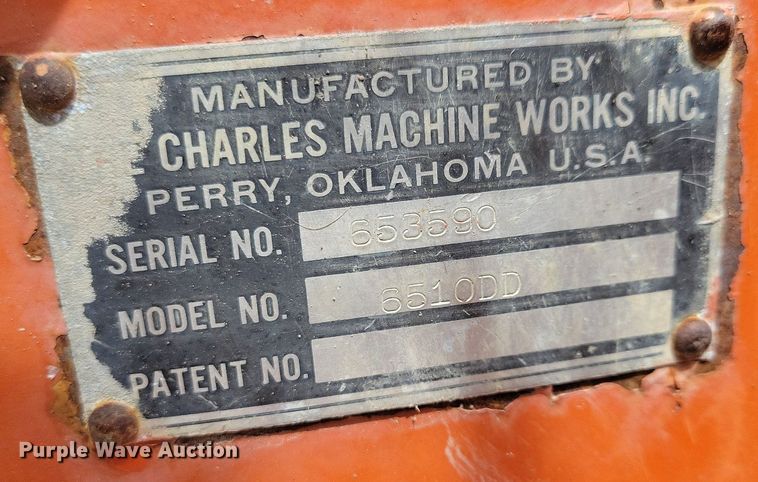 MANUFACTURED BY
CHARLES MACHINE WORKS INC.
PERRY, OKLAHOMA U.S.A.
SERIAL NO. 653590
MODEL NO. 6510DD
PATENT NO.
Purple Wave Auction®